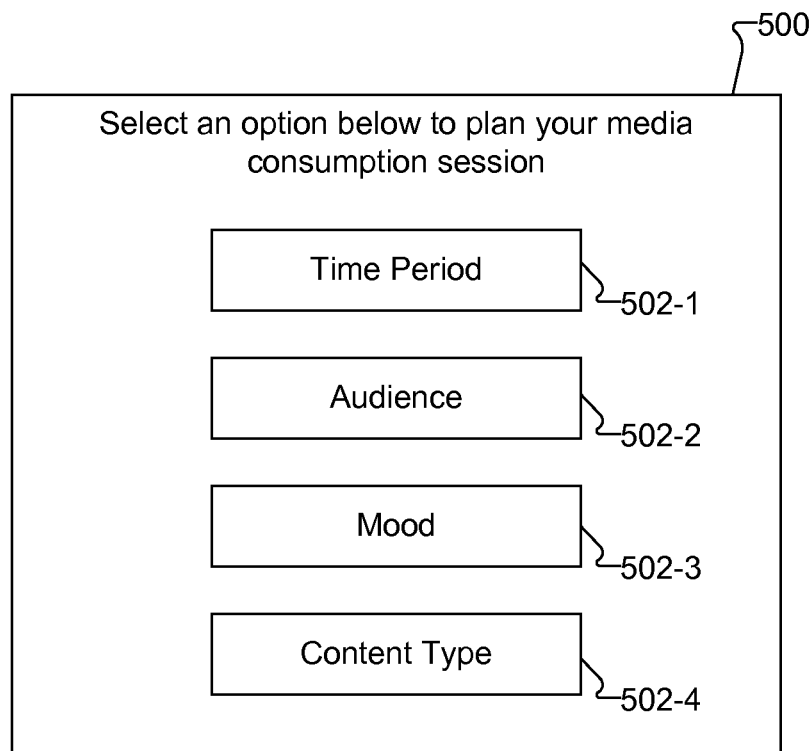 500
Select an option below to plan your media
consumption session
Time Period
502-1
Audience
502-2
Mood
502-3
Content Type
502-4